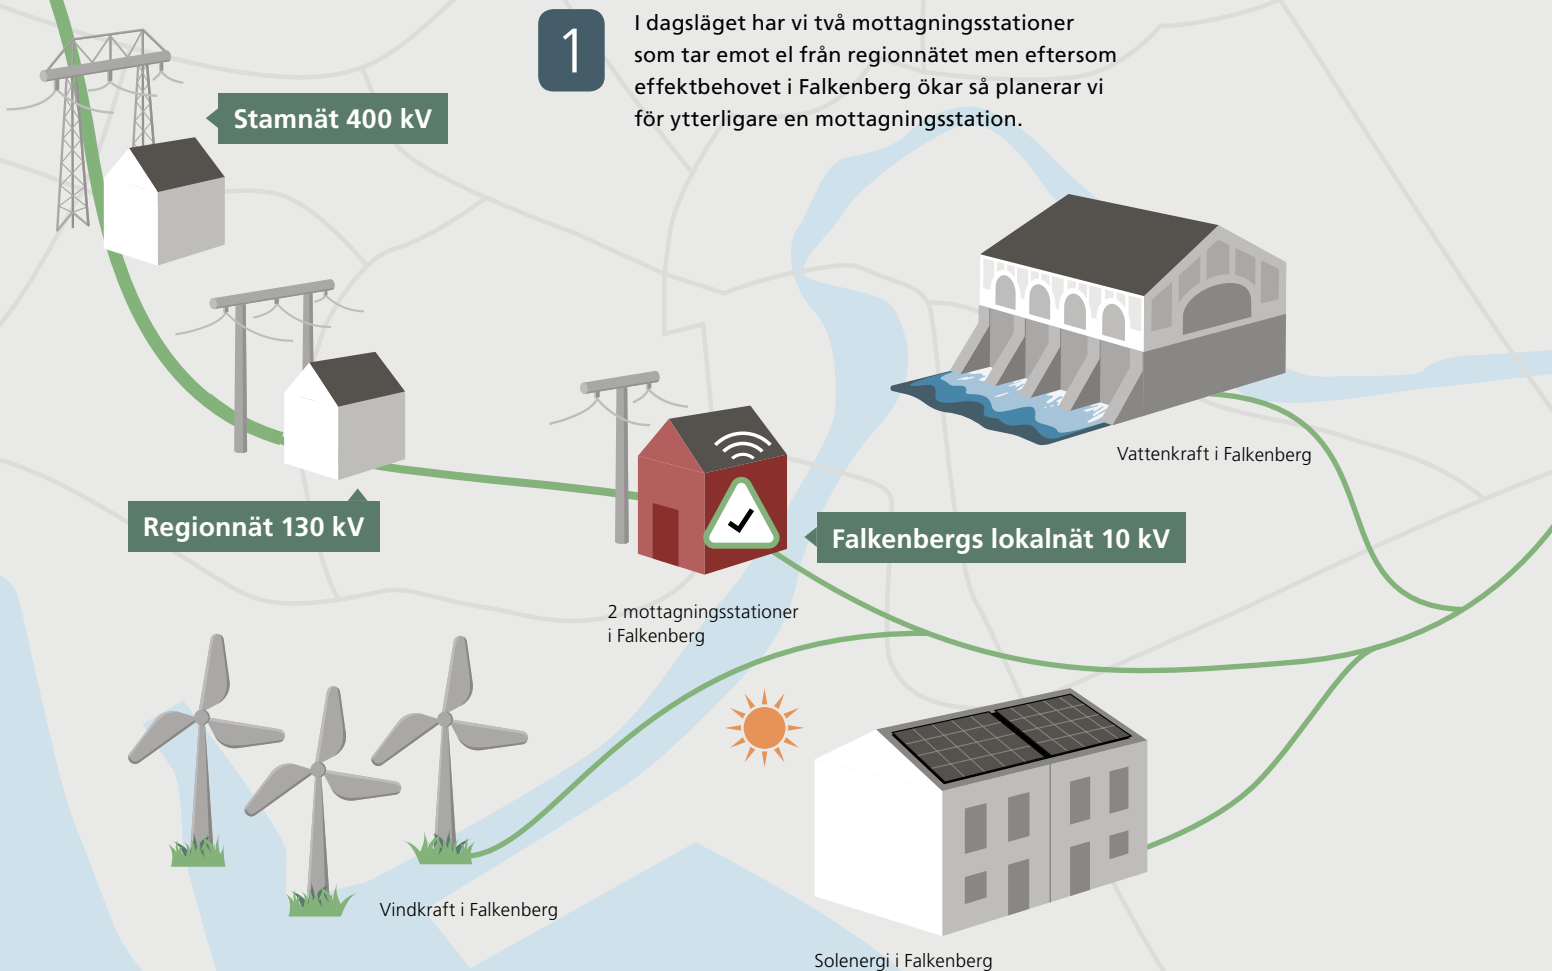 1
I dagsläget har vi två mottagningsstationer
som tar emot el från regionnätet men eftersom
effektbehovet i Falkenberg ökar så planerar vi
för ytterligare en mottagningsstation.
Stamnät 400 kV
Vattenkraft i Falkenberg
Regionnät 130 kV
Falkenbergs lokalnät 10 kV
2 mottagningsstationer
i Falkenberg
Vindkraft i Falkenberg
Solenergi i Falkenberg